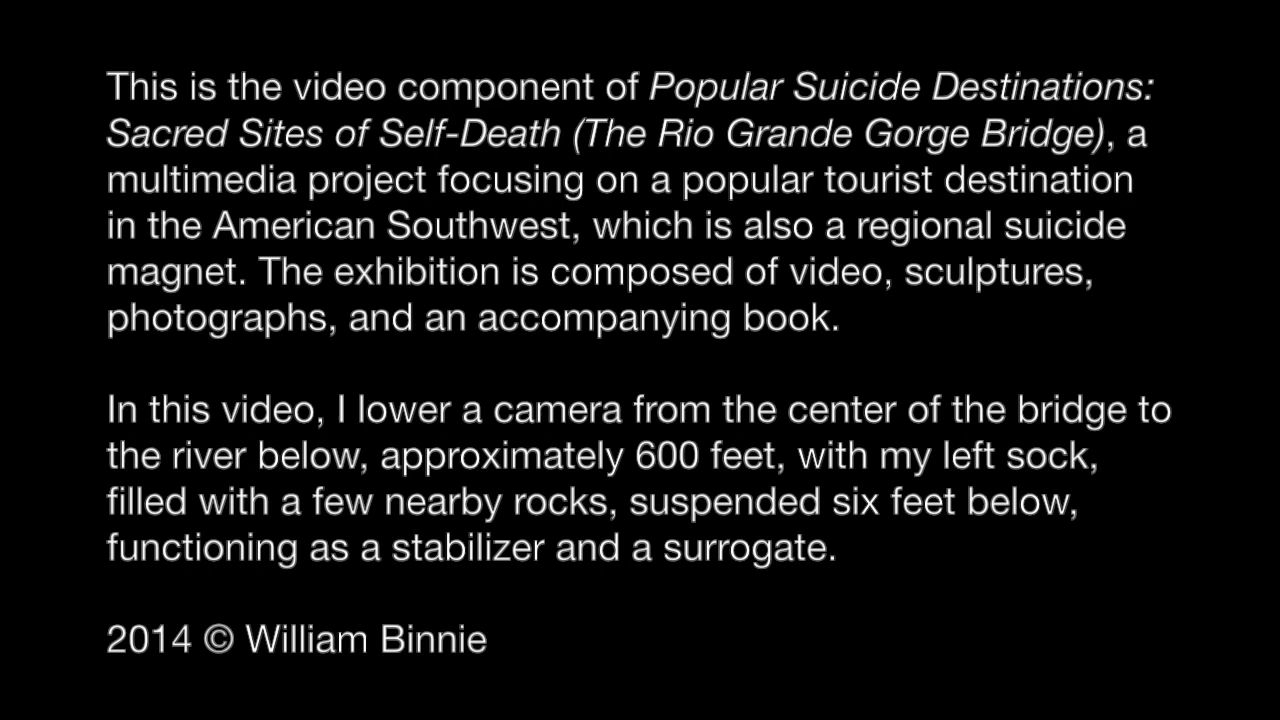 This is the video component of Popular Suicide Destinations:
Sacred Sites of Self-Death (The Rio Grande Gorge Bridge), a
multimedia project focusing on a popular tourist destination
in the American Southwest, which is also a regional suicide
magnet. The exhibition is composed of video, sculptures,
photographs, and an accompanying book.
In this video, I lower a camera from the center of the bridge to
the river below, approximately 600 feet, with my left sock,
filled with a few nearby rocks, suspended six feet below,
functioning as a stabilizer and a surrogate.
2014 © William Binnie